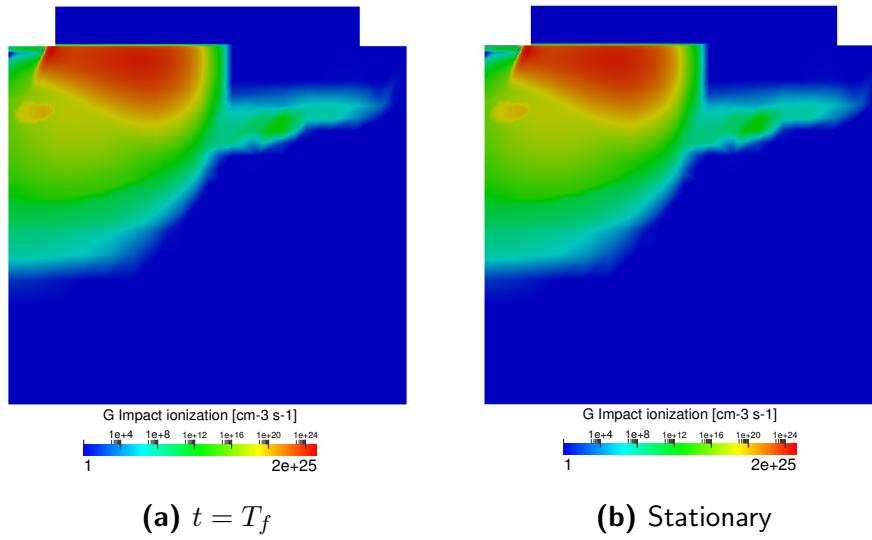 G Impact ionization [cm-3 s-1]
1e+4 1e+8 1e+12 1e+16 1e+20 1e+24
1 2e+25
(a) t = T_f
G Impact ionization [cm-3 s-1]
1e+4 1e+8 1e+12 1e+16 1e+20 1e+24
1 2e+25
(b) Stationary